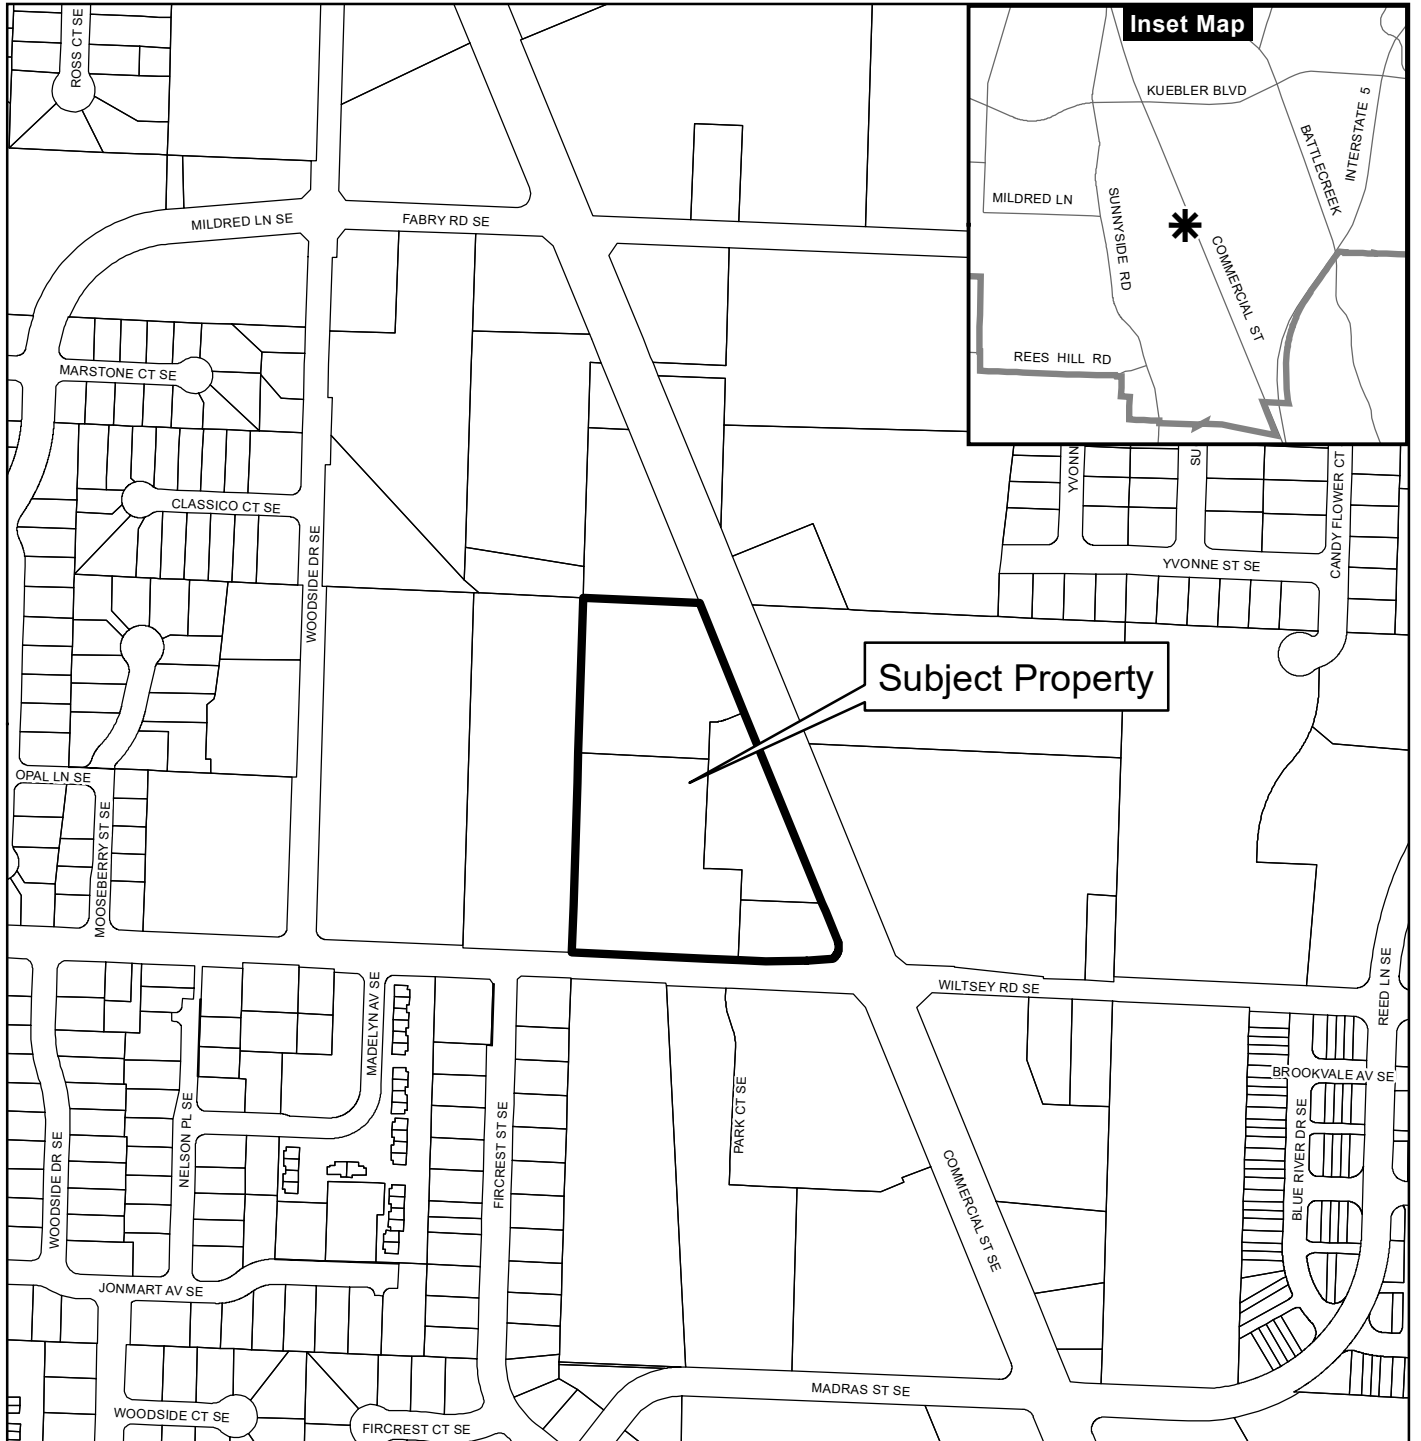 Inset Map
KUEBLER BLVD
INTERSTATE 5
BATTLECREEK
MILDRED LN
SUNNYSIDE RD
COMMERCIAL ST
REES HILL RD
ROSS CT SE
MILDRED LN SE
FABRY RD SE
MARSTONE CT SE
CLASSICO CT SE
WOODSIDE DR SE
YVONN
SU
CANDY FLOWER CT
YVONNE ST SE
Subject Property
OPAL LN SE
MOOSEBERRY ST SE
WILTSEY RD SE
REED LN SE
MADELYN AV SE
BROOKVALE AV SE
NELSON PL SE
WOODSIDE DR SE
FIRCREST ST SE
PARK CT SE
COMMERCIAL ST SE
BLUE RIVER DR SE
JONMART AV SE
MADRAS ST SE
WOODSIDE CT SE
FIRCREST CT SE